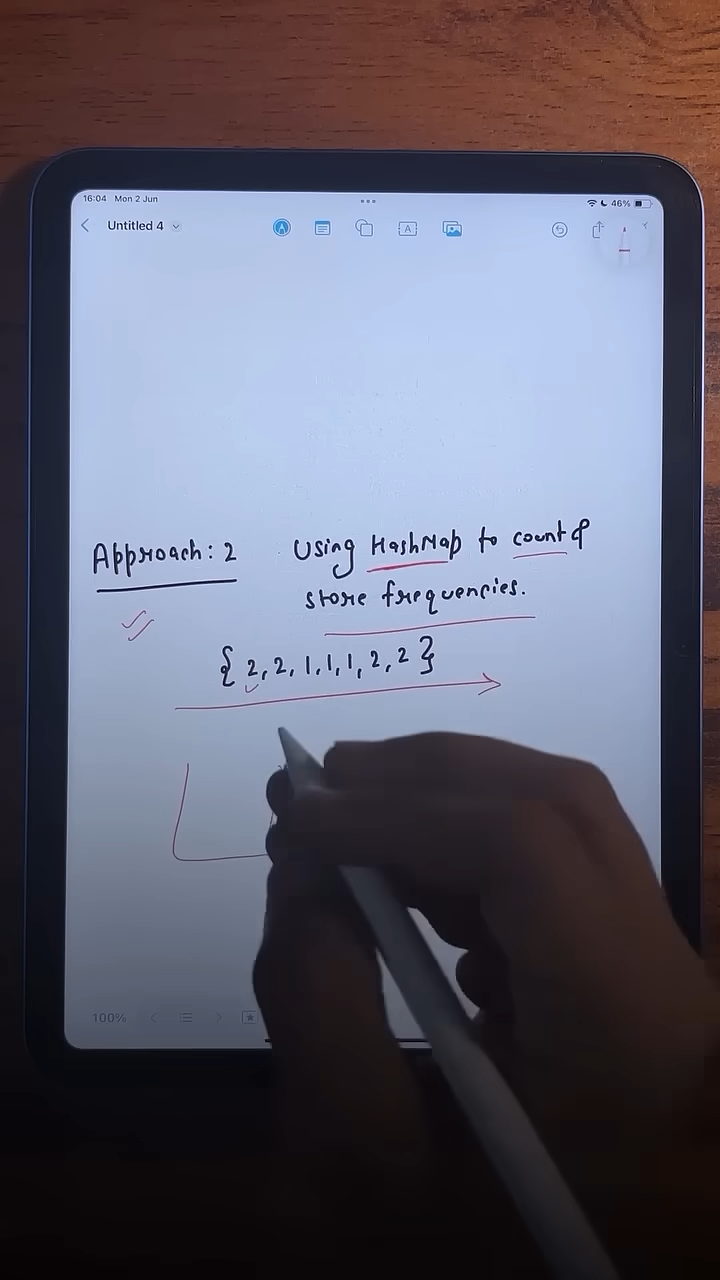 16:04 Mon 2 Jun 46%
Untitled 4
A
Approach: 2 Using HashMap to count &
store frequencies.
{ 2, 2, 1, 1, 1, 2, 2 }
100%